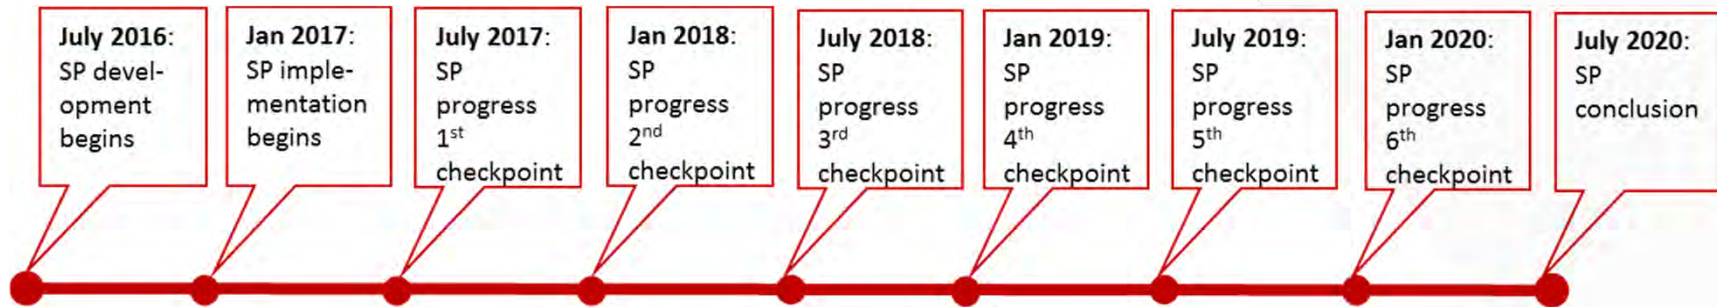 July 2016:
SP devel-
opment
begins
Jan 2017:
SP imple-
mentation
begins
July 2017:
SP
progress
1st
checkpoint
Jan 2018:
SP
progress
2nd
checkpoint
July 2018:
SP
progress
3rd
checkpoint
Jan 2019:
SP
progress
4th
checkpoint
July 2019:
SP
progress
5th
checkpoint
Jan 2020:
SP
progress
6th
checkpoint
July 2020:
SP
conclusion